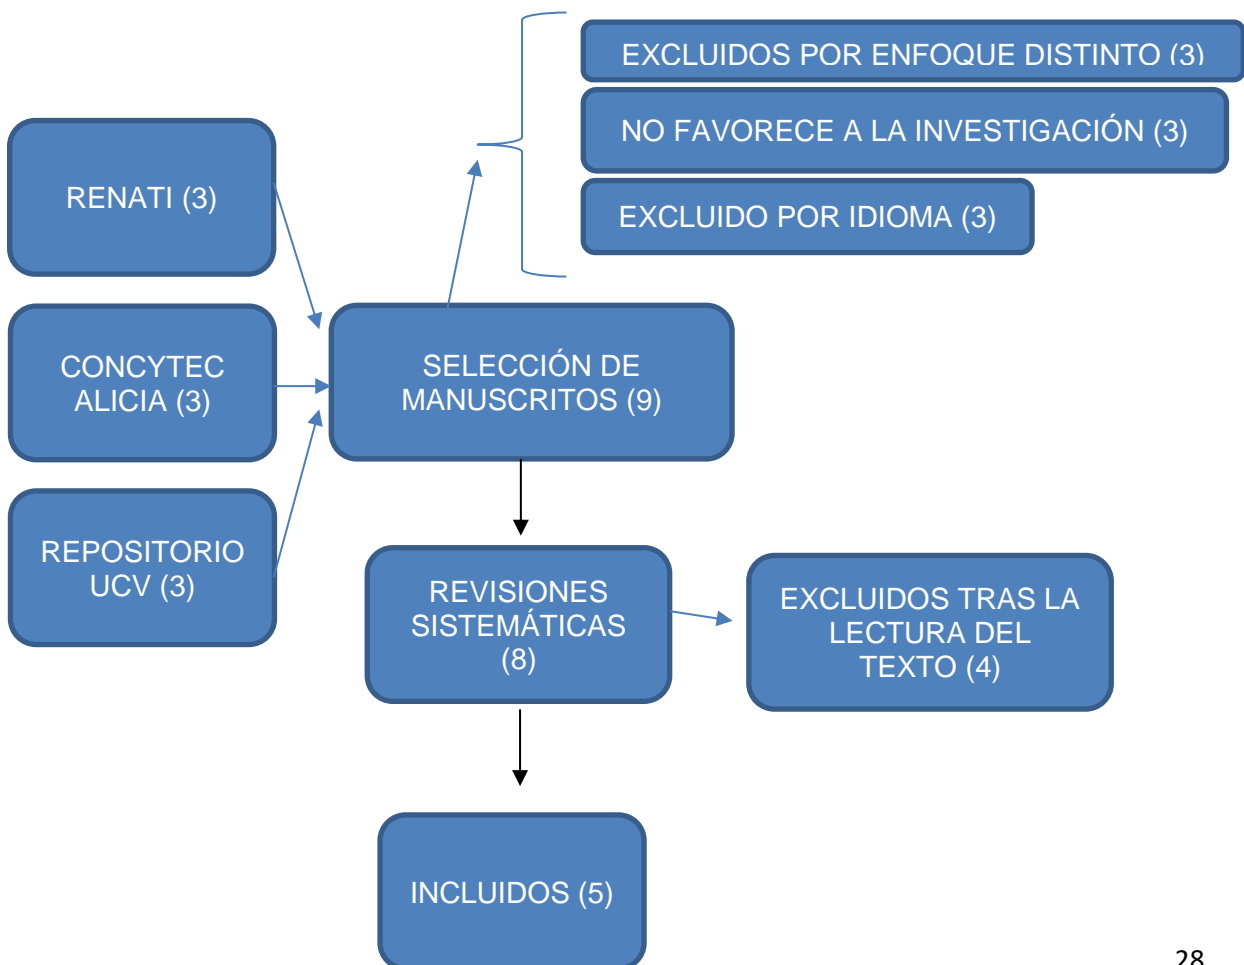 EXCLUIDOS POR ENFOQUE DISTINTO (3)
NO FAVORECE A LA INVESTIGACIÓN (3)
EXCLUIDO POR IDIOMA (3)
RENATI (3)
CONCYTEC
ALICIA (3)
REPOSITORIO
UCV (3)
SELECCIÓN DE
MANUSCRITOS (9)
REVISIONES
SISTEMÁTICAS
(8)
EXCLUIDOS TRAS LA
LECTURA DEL
TEXTO (4)
INCLUIDOS (5)
28